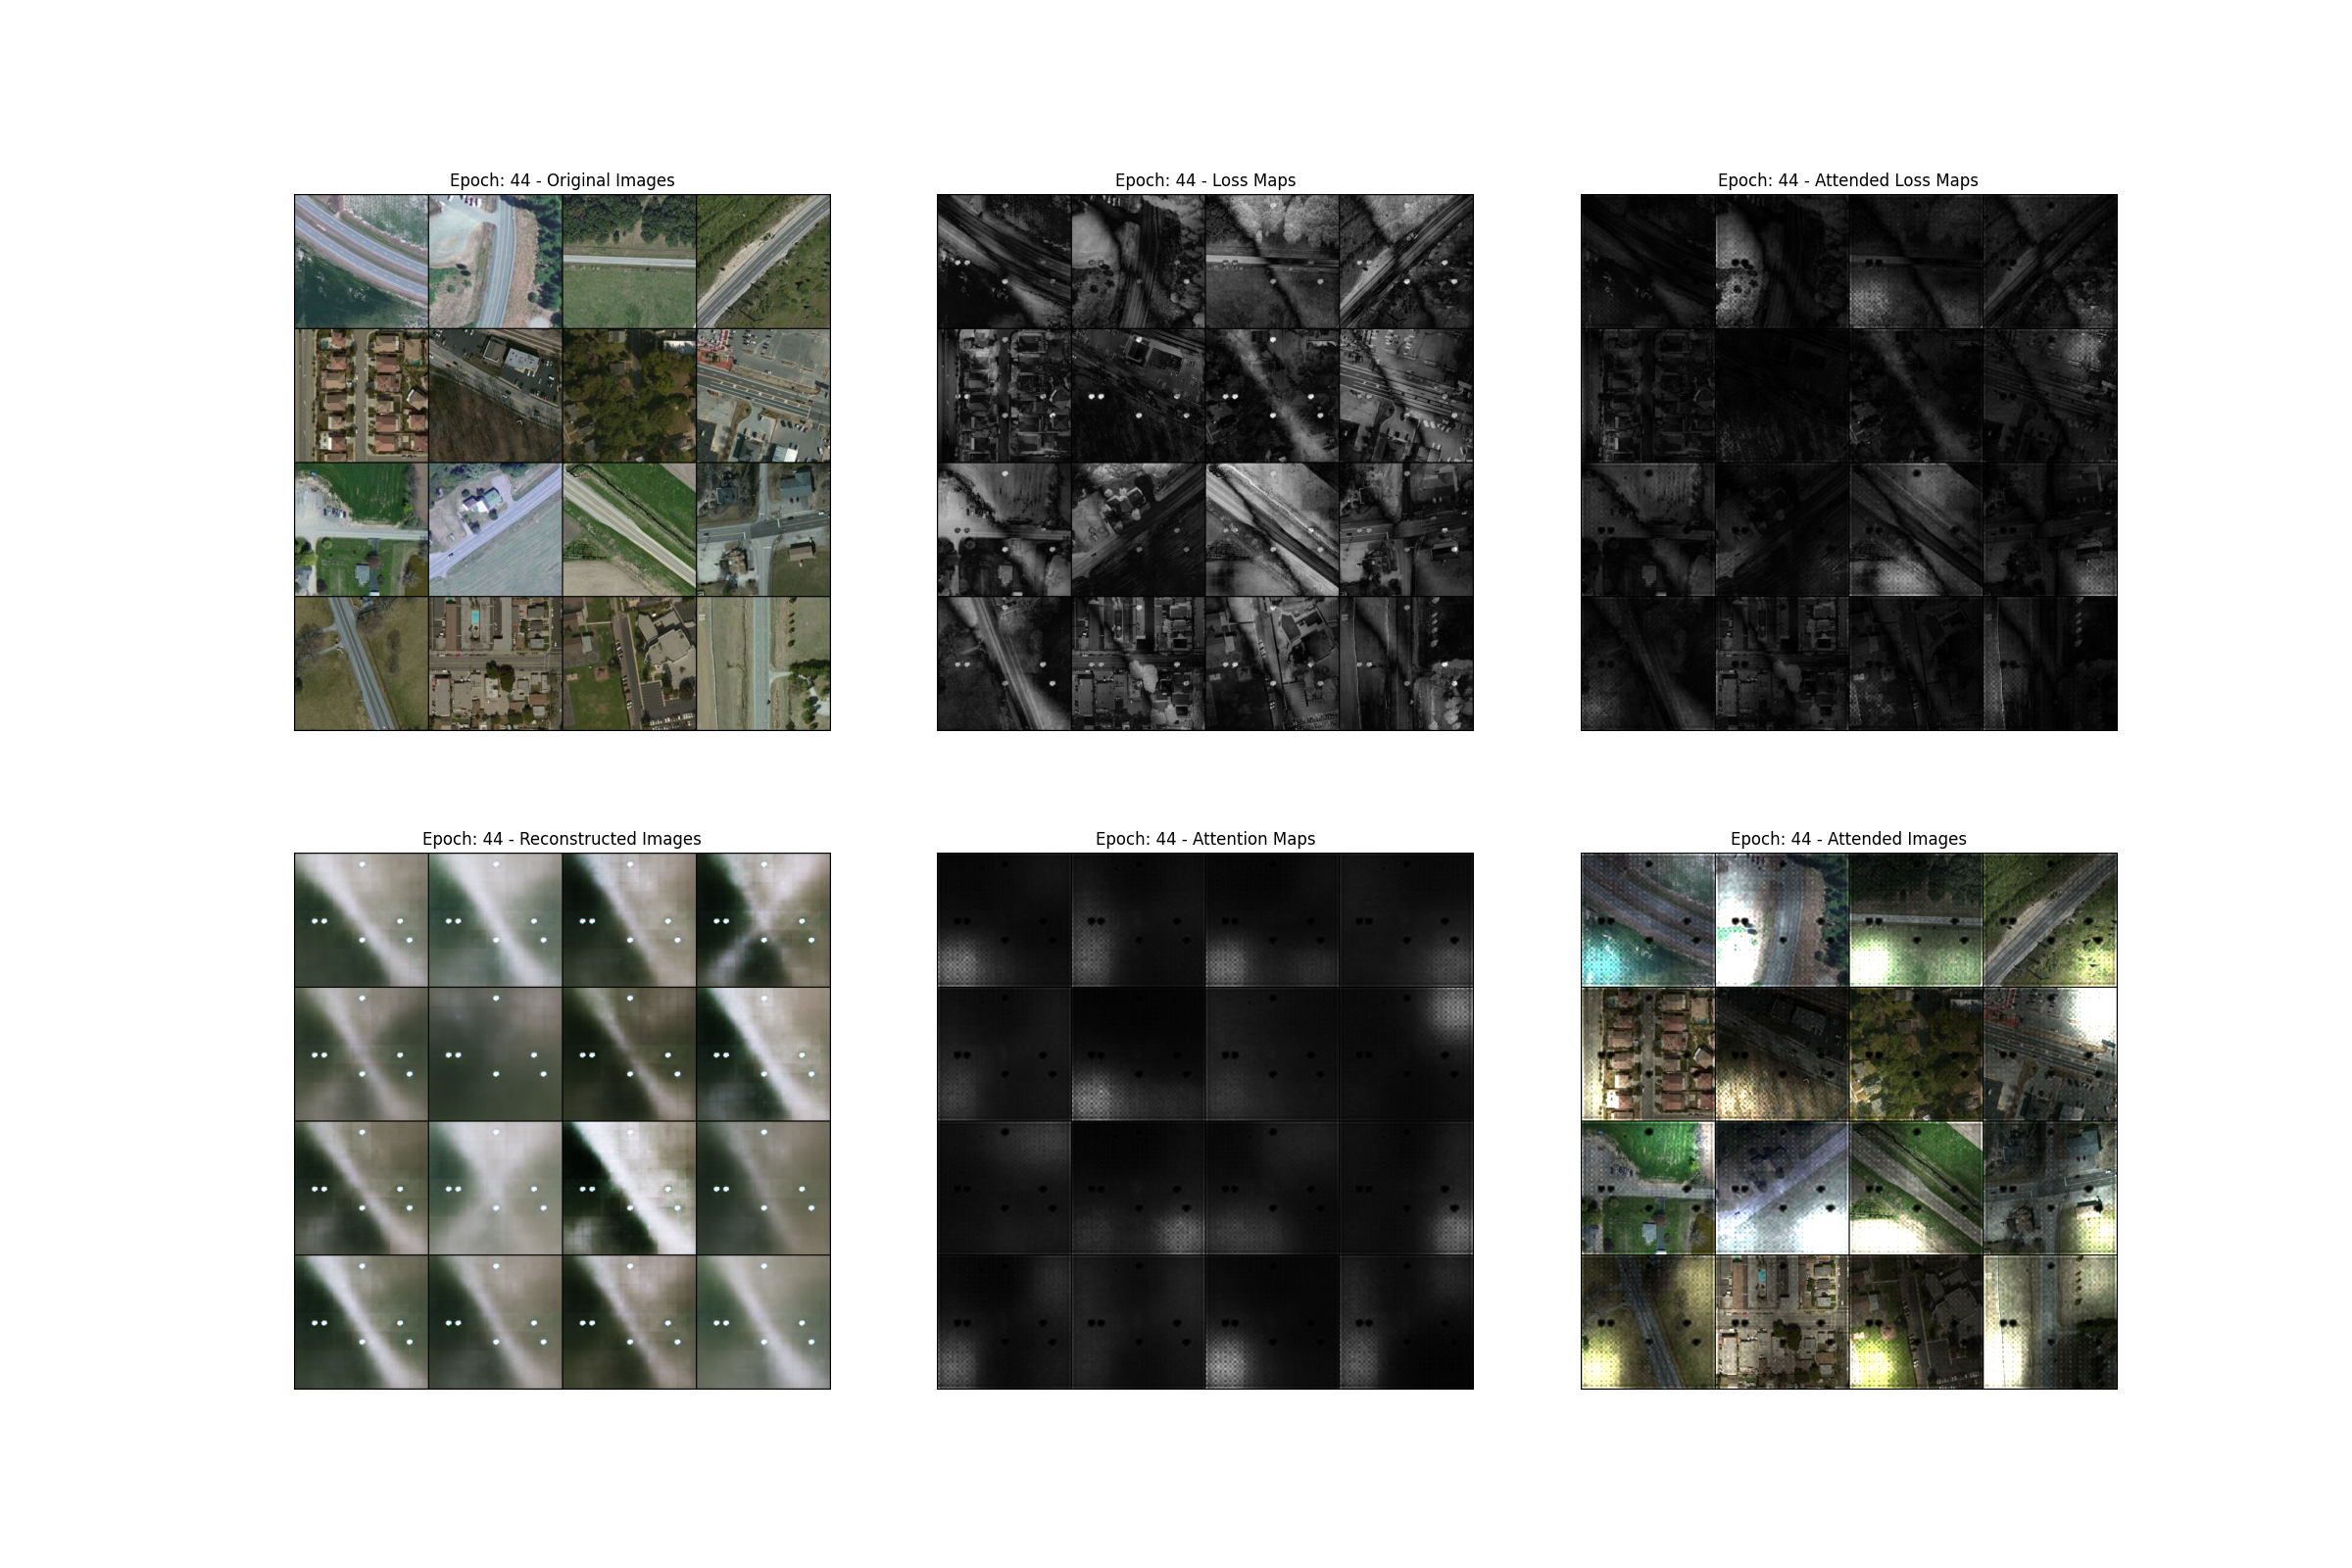 Epoch: 44 - Original Images
Epoch: 44 - Loss Maps
Epoch: 44 - Attended Loss Maps
Epoch: 44 - Reconstructed Images
Epoch: 44 - Attention Maps
Epoch: 44 - Attended Images